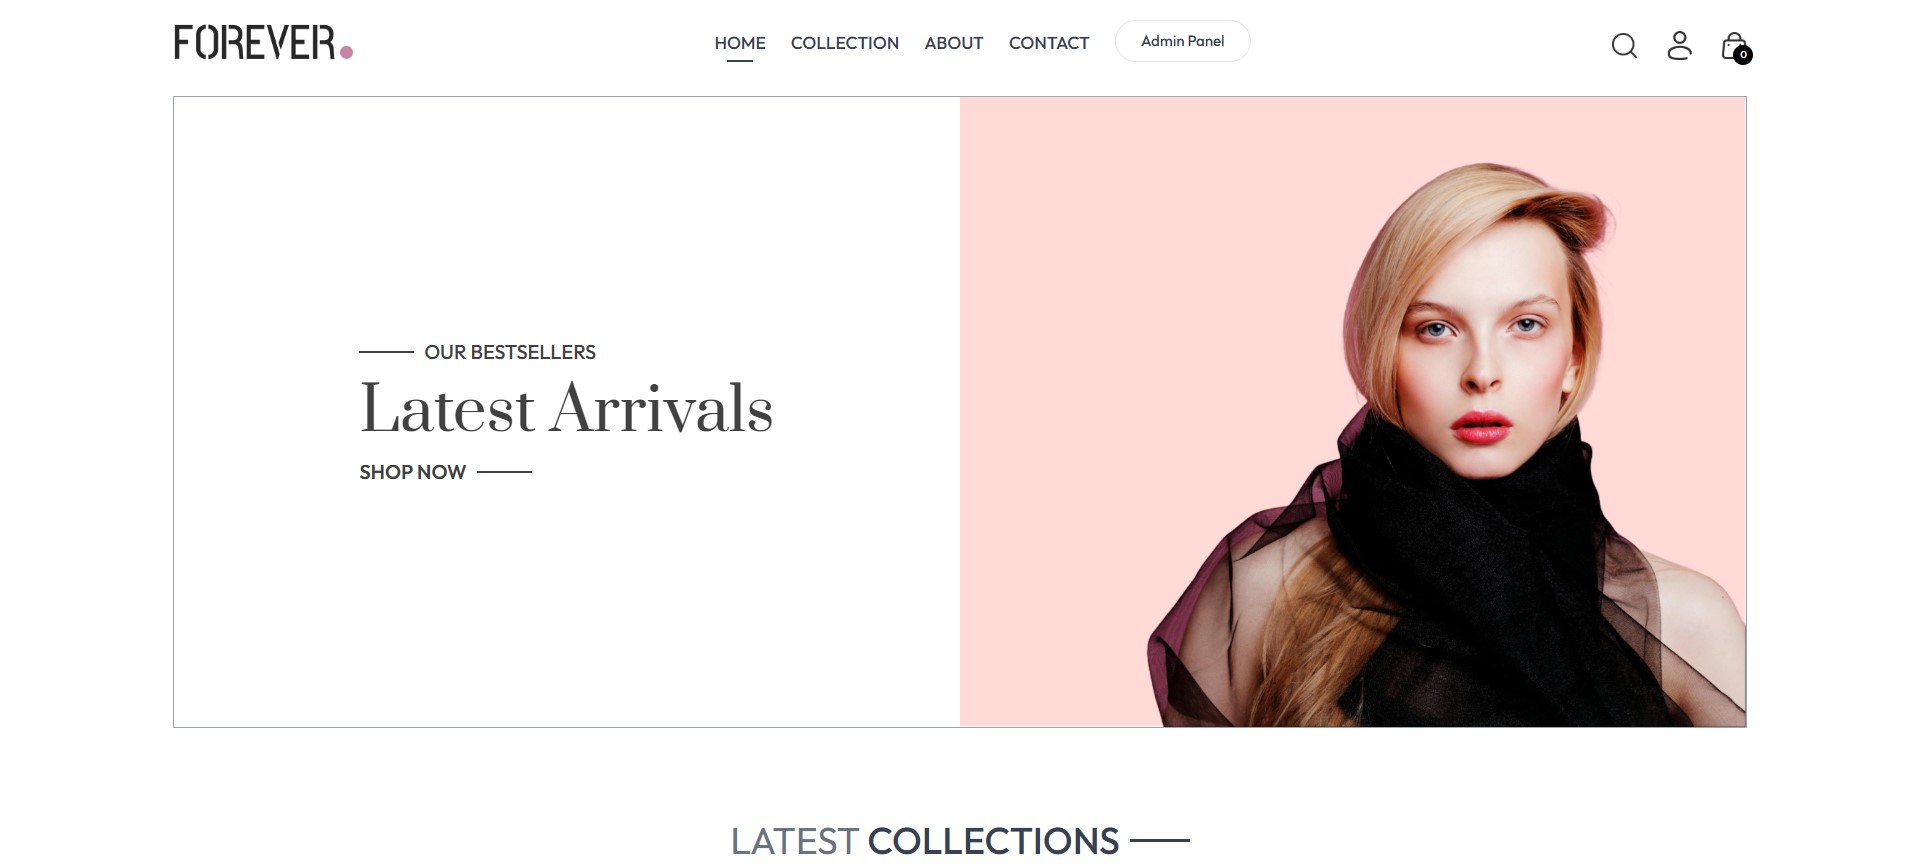 FOREVER.
HOME COLLECTION ABOUT CONTACT Admin Panel
0
OUR BESTSELLERS
Latest Arrivals
SHOP NOW
LATEST COLLECTIONS